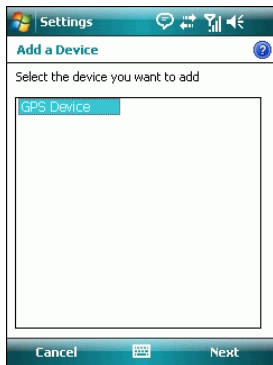 Settings
Add a Device
?
Select the device you want to add
GPS Device
Cancel Next